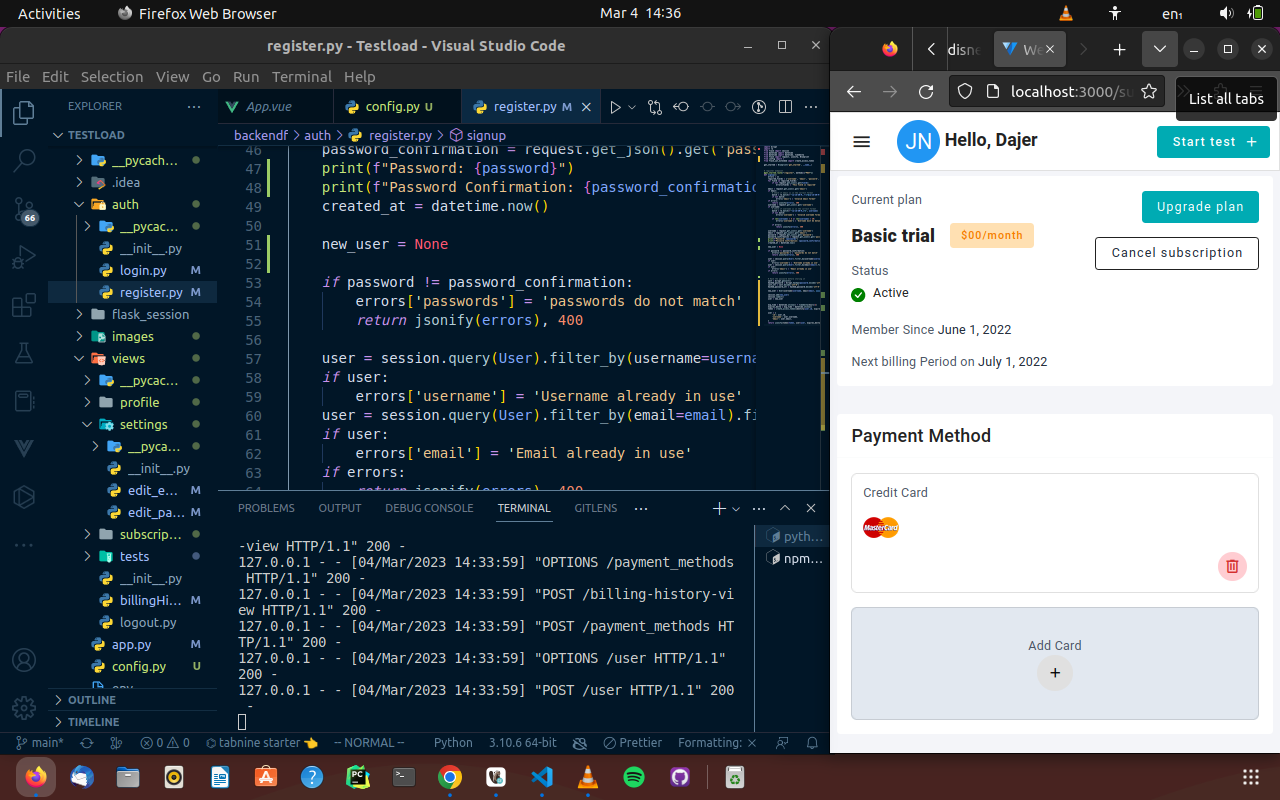 Activities
Firefox Web Browser
Mar 4 14:36
en₁
register.py - Testload - Visual Studio Code
File Edit Selection View Go Run Terminal Help
EXPLORER
TESTLOAD
__pycach...
.idea
auth
__pycac...
__init__.py
login.py M
register.py M
flask_session
images
views
__pycac...
profile
settings
__pyca...
__init__.py
edit_e... M
edit_pa... M
subscrip...
tests
__init__.py
billingHi... M
logout.py
app.py M
config.py U
OUTLINE
TIMELINE
66
App.vue
config.py U
register.py M
backendf > auth > register.py > signup
46 password_confirmation = request.get_json().get('pass
47 print(f"Password: {password}")
48 print(f"Password Confirmation: {password_confirmatio
49 created_at = datetime.now()
50
51 new_user = None
52
53 if password != password_confirmation:
54 errors['passwords'] = 'passwords do not match'
55 return jsonify(errors), 400
56
57 user = session.query(User).filter_by(username=userna
58 if user:
59 errors['username'] = 'Username already in use'
60 user = session.query(User).filter_by(email=email).fi
61 if user:
62 errors['email'] = 'Email already in use'
63 if errors:
64 return jsonify(errors), 400
PROBLEMS OUTPUT DEBUG CONSOLE TERMINAL GITLENS
-view HTTP/1.1" 200 -
127.0.0.1 - - [04/Mar/2023 14:33:59] "OPTIONS /payment_methods
HTTP/1.1" 200 -
127.0.0.1 - - [04/Mar/2023 14:33:59] "POST /billing-history-vi
ew HTTP/1.1" 200 -
127.0.0.1 - - [04/Mar/2023 14:33:59] "POST /payment_methods HT
TP/1.1" 200 -
127.0.0.1 - - [04/Mar/2023 14:33:59] "OPTIONS /user HTTP/1.1"
200 -
127.0.0.1 - - [04/Mar/2023 14:33:59] "POST /user HTTP/1.1" 200
-
pyth...
npm...
main* 0 0 tabnine starter -- NORMAL -- Python 3.10.6 64-bit Prettier Formatting: ×
disne
We
localhost:3000/su
List all tabs
JN
Hello, Dajer
Start test +
Current plan
Upgrade plan
Basic trial
$00/month
Cancel subscription
Status
Active
Member Since June 1, 2022
Next billing Period on July 1, 2022
Payment Method
Credit Card
MasterCard
Add Card
+